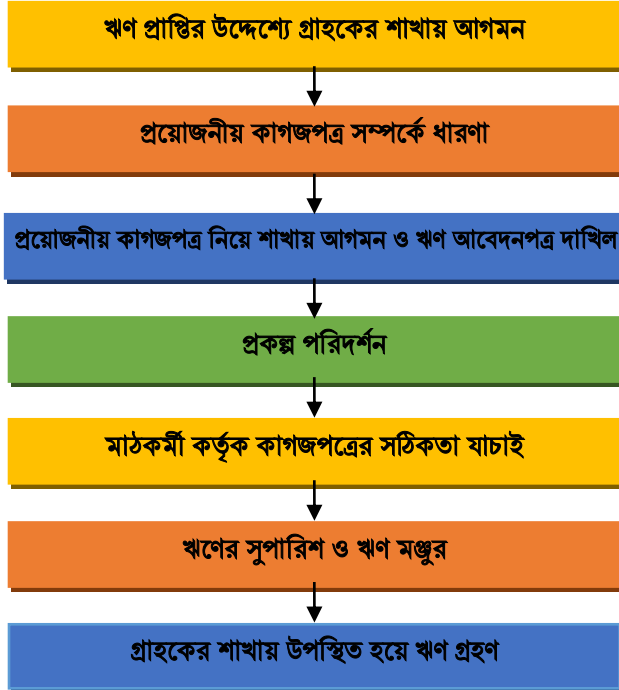 ঋণ প্রাপ্তির উদ্দেশ্যে গ্রাহকের শাখায় আগমন
প্রয়োজনীয় কাগজপত্র সম্পর্কে ধারণা
প্রয়োজনীয় কাগজপত্র নিয়ে শাখায় আগমন ও ঋণ আবেদনপত্র দাখিল
প্রকল্প পরিদর্শন
মাঠকর্মী কর্তৃক কাগজপত্রের সঠিকতা যাচাই
ঋণের সুপারিশ ও ঋণ মঞ্জুর
গ্রাহকের শাখায় উপস্থিত হয়ে ঋণ গ্রহণ